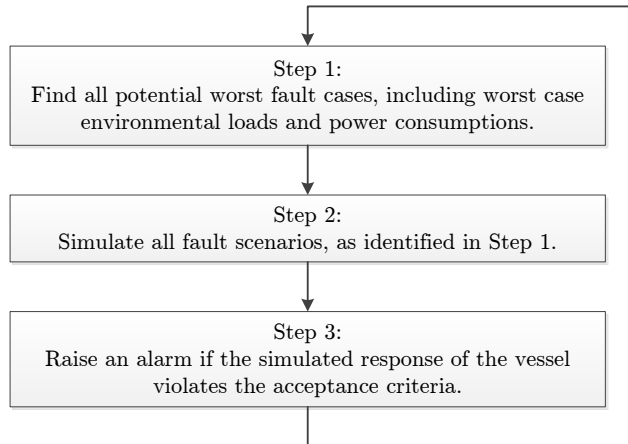 Step 1:
Find all potential worst fault cases, including worst case
environmental loads and power consumptions.
Step 2:
Simulate all fault scenarios, as identified in Step 1.
Step 3:
Raise an alarm if the simulated response of the vessel
violates the acceptance criteria.